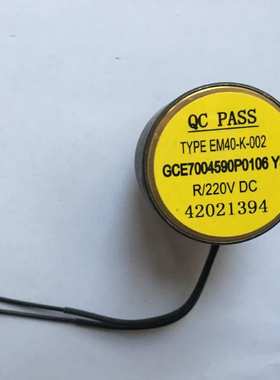 QC PASS
TYPE EM40-K-002
GCE7004590P0106 Y
R/220V DC
42021394